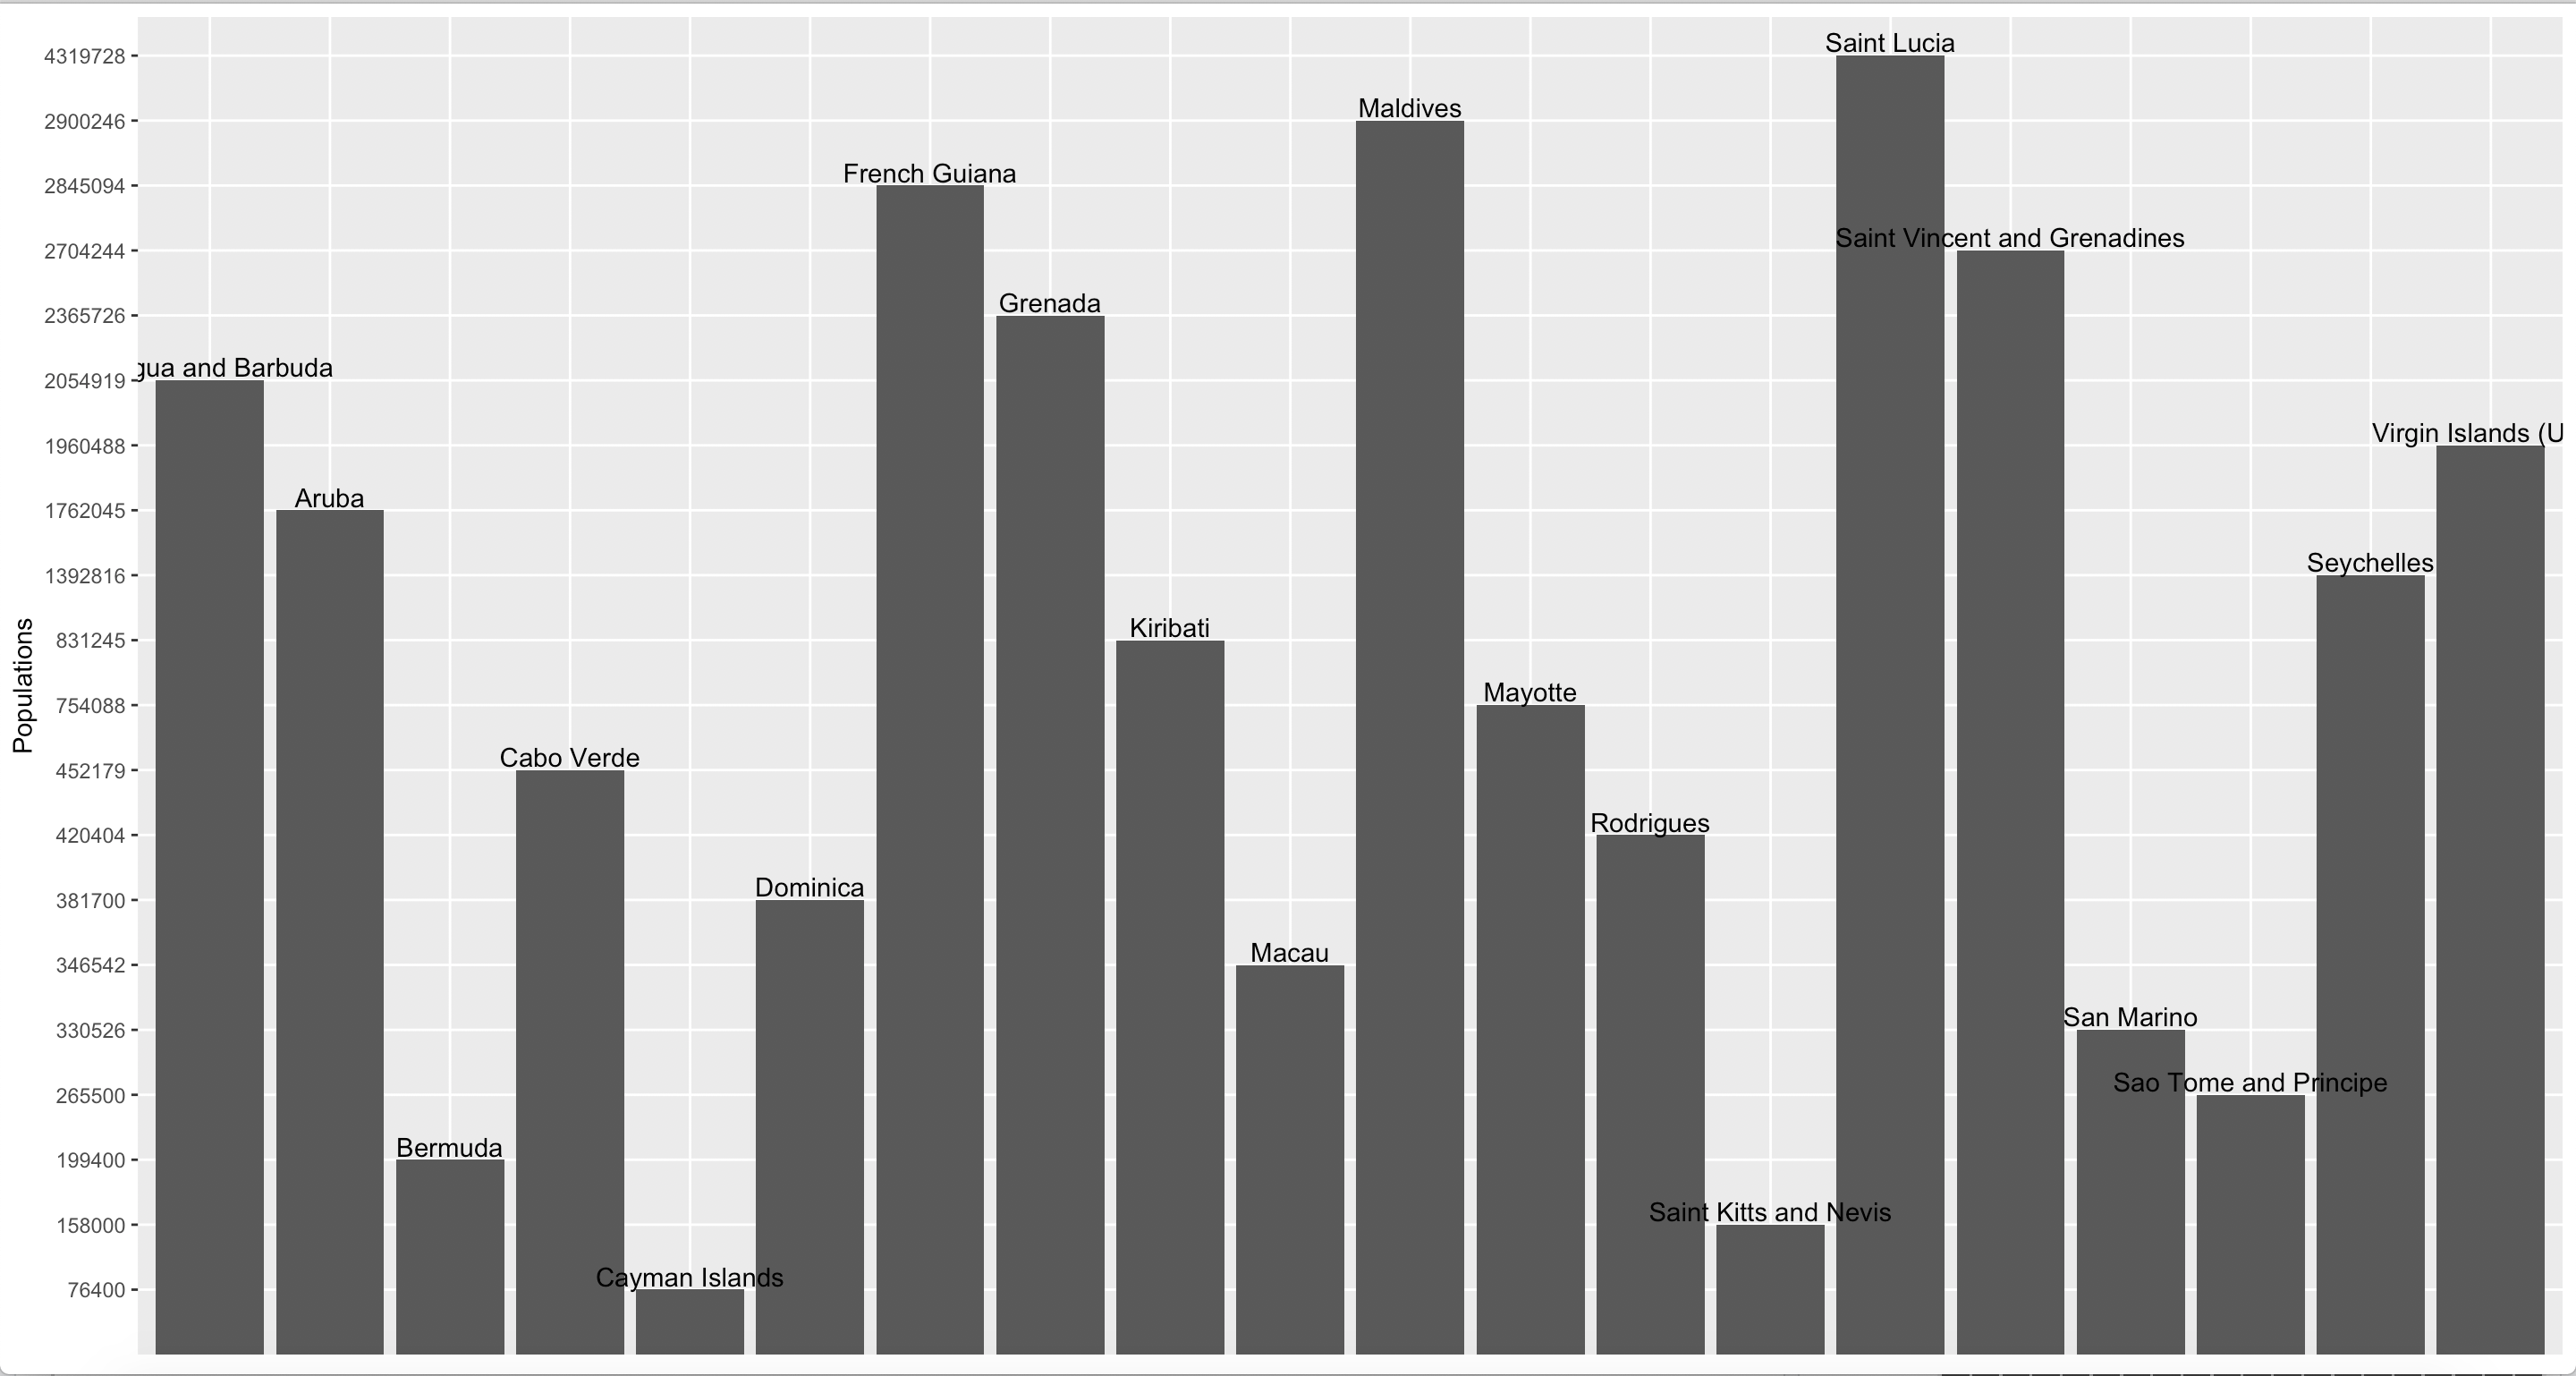 Populations
4319728
2900246
2845094
2704244
2365726
2054919
1960488
1762045
1392816
831245
754088
452179
420404
381700
346542
330526
265500
199400
158000
76400
Saint Lucia
Maldives
French Guiana
Saint Vincent and Grenadines
Grenada
gua and Barbuda
Virgin Islands (U
Aruba
Seychelles
Kiribati
Mayotte
Cabo Verde
Rodrigues
Dominica
Macau
San Marino
Sao Tome and Principe
Bermuda
Saint Kitts and Nevis
Cayman Islands